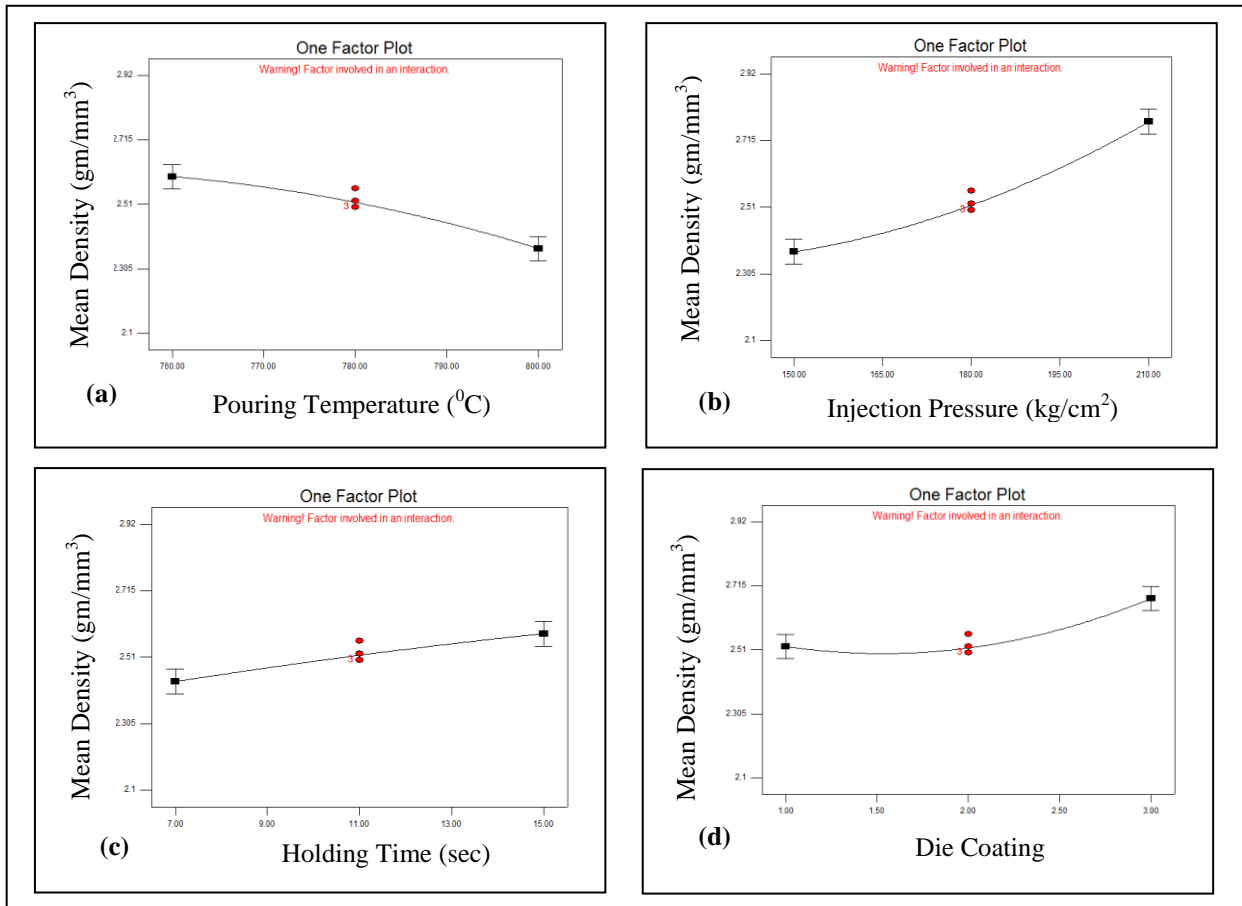 One Factor Plot
Warning! Factor involved in an interaction.
Mean Density (gm/mm³)
2.92
2.715
2.51
2.305
2.1
3
760.00 770.00 780.00 790.00 800.00
(a) Pouring Temperature (⁰C)
One Factor Plot
Warning! Factor involved in an interaction.
Mean Density (gm/mm³)
2.92
2.715
2.51
2.305
2.1
3
150.00 165.00 180.00 195.00 210.00
(b) Injection Pressure (kg/cm²)
One Factor Plot
Warning! Factor involved in an interaction.
Mean Density (gm/mm³)
2.92
2.715
2.51
2.305
2.1
3
7.00 9.00 11.00 13.00 15.00
(c) Holding Time (sec)
One Factor Plot
Warning! Factor involved in an interaction.
Mean Density (gm/mm³)
2.92
2.715
2.51
2.305
2.1
3
1.00 1.50 2.00 2.50 3.00
(d) Die Coating